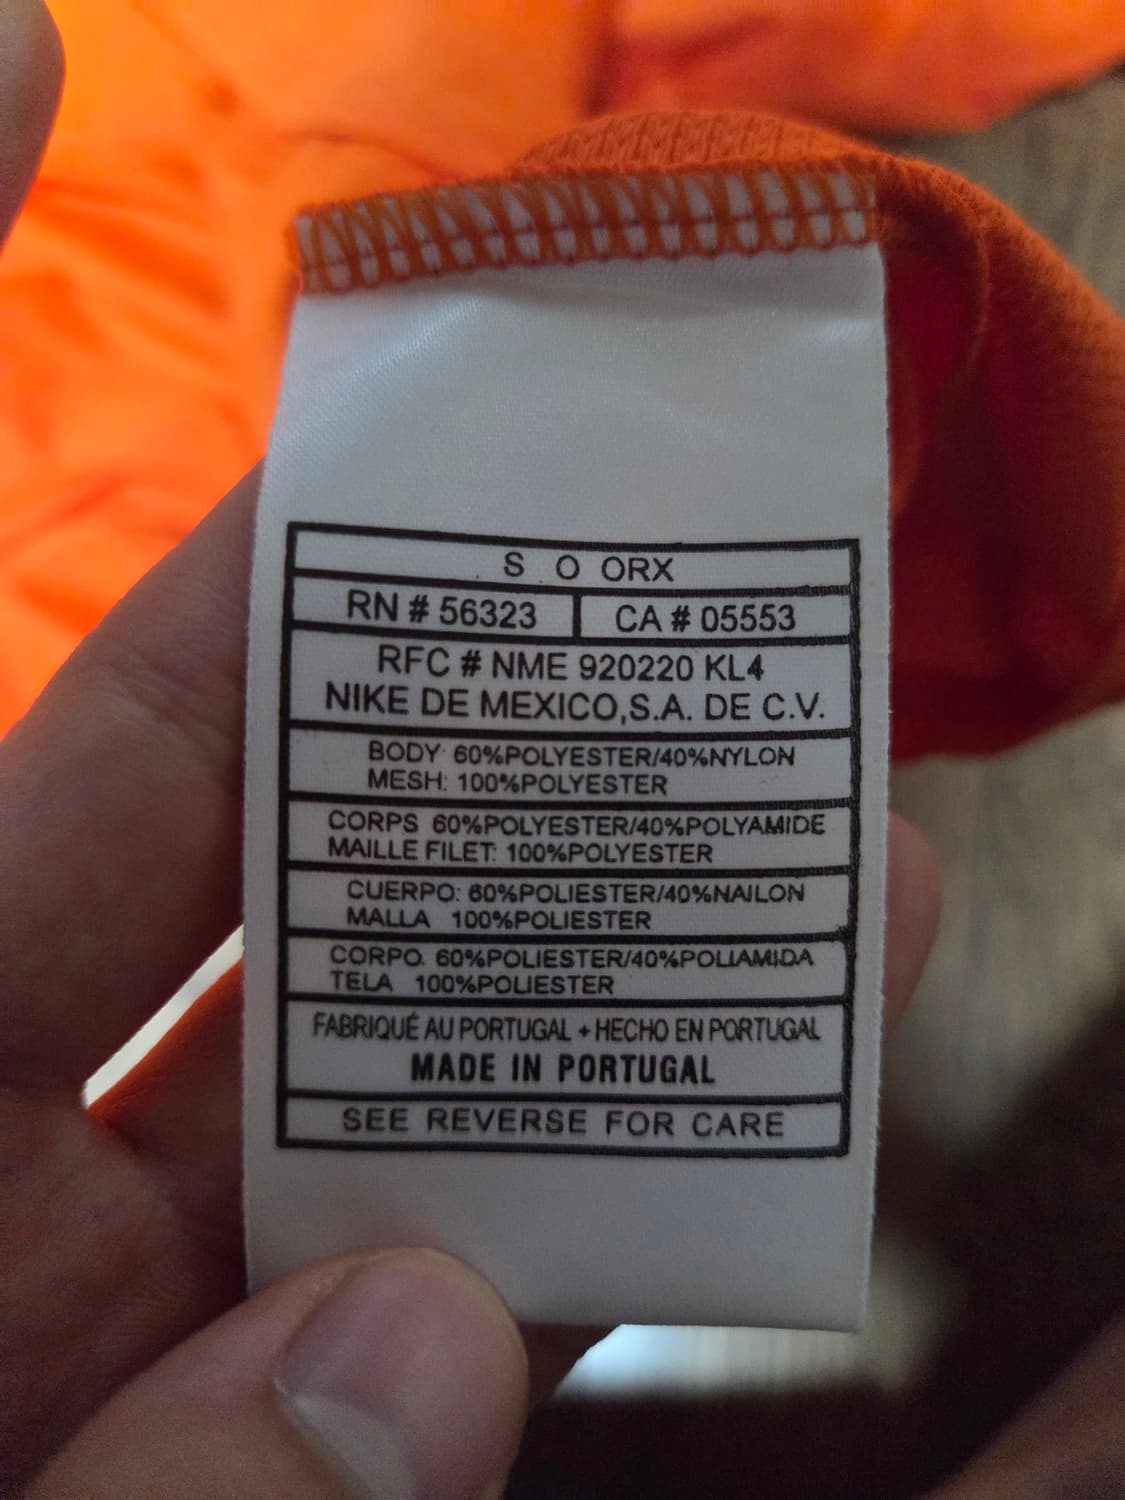 S O ORX
RN # 56323 CA # 05553
RFC # NME 920220 KL4
NIKE DE MEXICO,S.A. DE C.V.
BODY: 60%POLYESTER/40%NYLON
MESH: 100%POLYESTER
CORPS 60%POLYESTER/40%POLYAMIDE
MAILLE FILET: 100%POLYESTER
CUERPO: 60%POLIESTER/40%NAILON
MALLA 100%POLIESTER
CORPO. 60%POLIESTER/40%POLIAMIDA
TELA 100%POLIESTER
FABRIQUÉ AU PORTUGAL • HECHO EN PORTUGAL
MADE IN PORTUGAL
SEE REVERSE FOR CARE